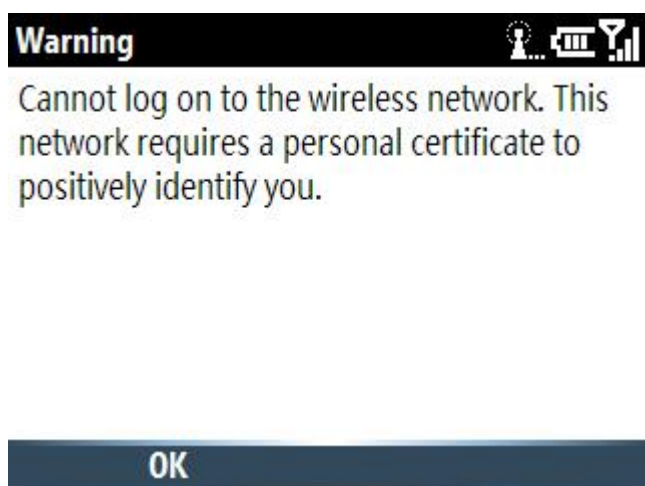 Warning
Cannot log on to the wireless network. This
network requires a personal certificate to
positively identify you.
OK